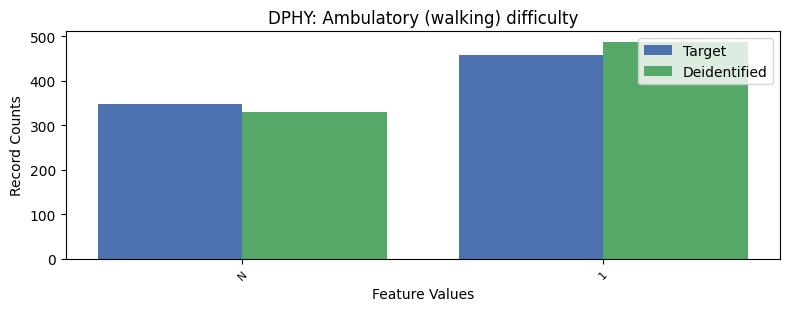 DPHY: Ambulatory (walking) difficulty
Target
Deidentified
500
400
300
200
100
0
Record Counts
N
1
Feature Values